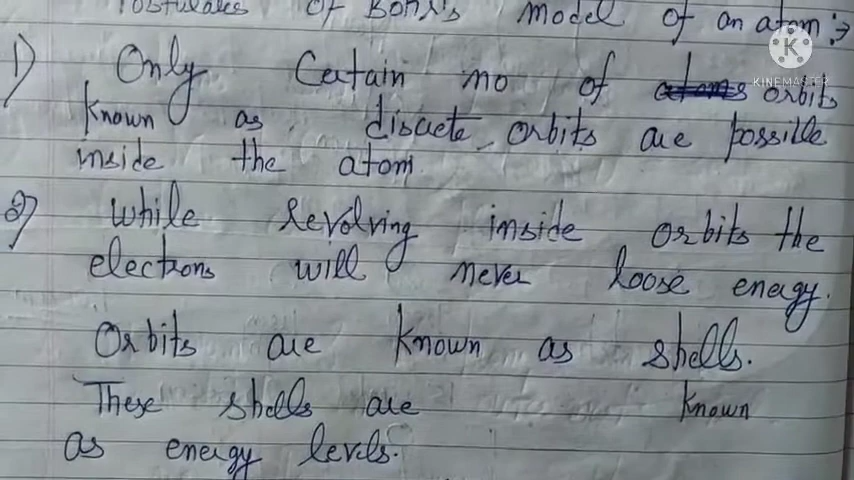 Postulates of Bohr's model of an atom :→
1) Only Certain no of atoms orbits
known as discrete orbits are possible
inside the atom.
2) While revolving inside orbits the
electrons will never loose energy.
Orbits are known as shells.
These shells are known
as energy levels.
KINEMASTER